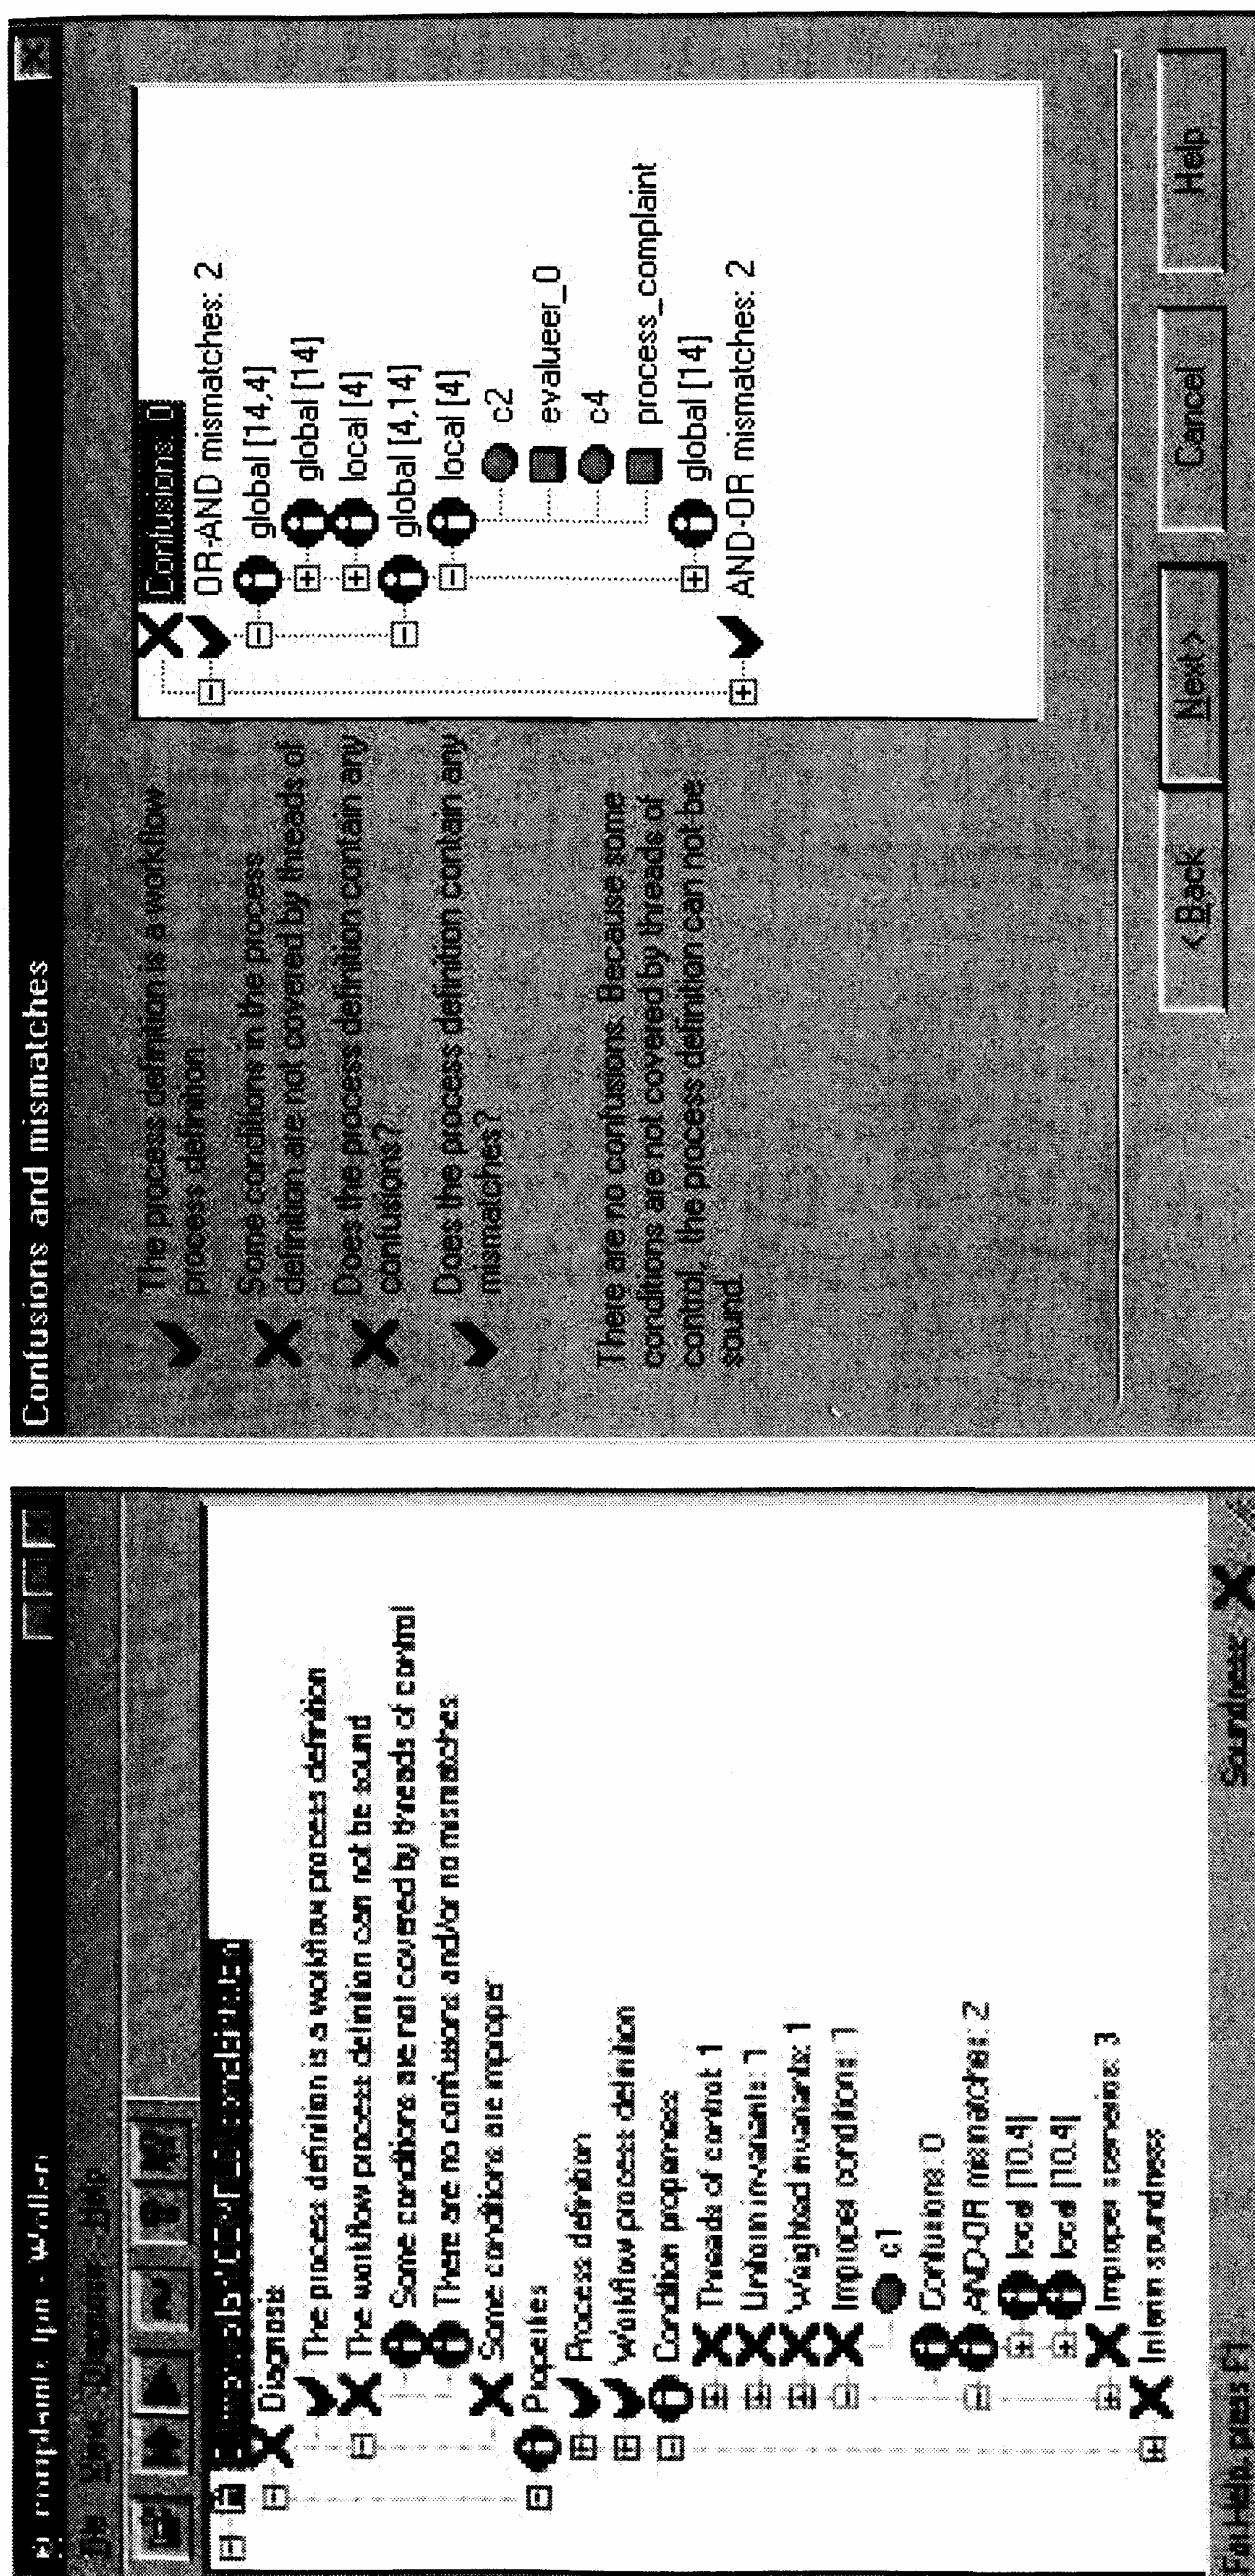 File View Diagnose Help
Diagnosis
The process definition is a workflow process definition
The workflow process definition can not be sound
Some conditions are not covered by threads of control
There are no confusions and/or no mismatches
Some conditions are improper
Properties
Process definition
Workflow process definition
Condition properness
Threads of control: 1
Uniform invariants: 1
Weighted invariants: 1
Improper conditions: 1
c1
Confusions: 0
AND-OR mismatches: 2
local [10,4]
local [10,4]
Improper scenarios: 3
Interim soundness
For Help, press F1
Soundness:
Confusions and mismatches
The process definition is a workflow
process definition
Some conditions in the process
definition are not covered by threads of
Does the process definition contain any
confusions?
Does the process definition contain any
mismatches?
There are no confusions. Because some
conditions are not covered by threads of
control, the process definition can not be
sound.
Confusions: 0
OR-AND mismatches: 2
global [14,4]
global [14]
local [4]
global [4,14]
local [4]
c2
evalueer_0
c4
process_complaint
global [14]
AND-OR mismatches: 2
< Back
Next >
Cancel
Help